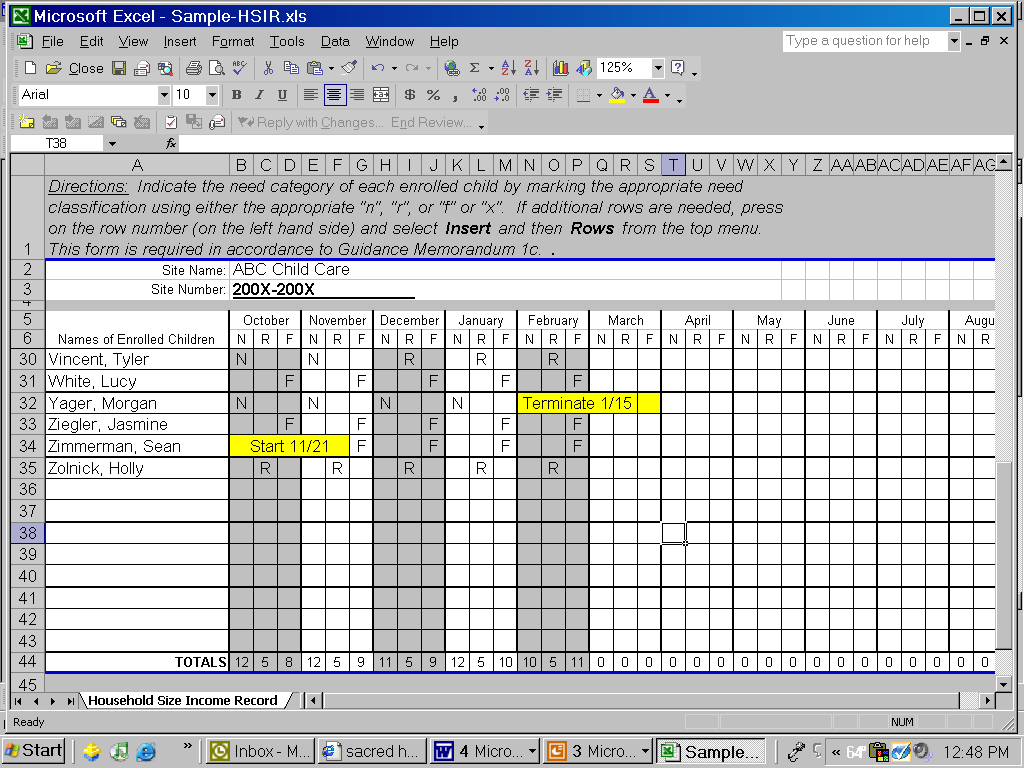 Microsoft Excel - Sample-HSIR.xls
File Edit View Insert Format Tools Data Window Help Type a question for help
Close 125%
Arial 10 B I U $ % ,
Reply with Changes... End Review...
T38 fx
A B C D E F G H I J K L M N O P Q R S T U V W X Y Z AA AB AC AD AE AF AG
Directions: Indicate the need category of each enrolled child by marking the appropriate need
classification using either the appropriate "n", "r", or "f" or "x". If additional rows are needed, press
on the row number (on the left hand side) and select Insert and then Rows from the top menu.
1 This form is required in accordance to Guidance Memorandum 1c. .
2 Site Name: ABC Child Care
3 Site Number: 200X-200X
4
5 October November December January February March April May June July Augu
6 Names of Enrolled Children N R F N R F N R F N R F N R F N R F N R F N R F N R F N R F N R
30 Vincent, Tyler N N R R R
31 White, Lucy F F F F F
32 Yager, Morgan N N N N Terminate 1/15
33 Ziegler, Jasmine F F F F F
34 Zimmerman, Sean Start 11/21 F F F F
35 Zolnick, Holly R R R R R
36
37
38
39
40
41
42
43
44 TOTALS 12 5 8 12 5 9 11 5 9 12 5 10 10 5 11 0 0 0 0 0 0 0 0 0 0 0 0 0 0 0 0 0
45
Household Size Income Record
Ready NUM
Start » Inbox - M... sacred h... 4 Micro... 3 Micro... Sample... « 64° 12:48 PM